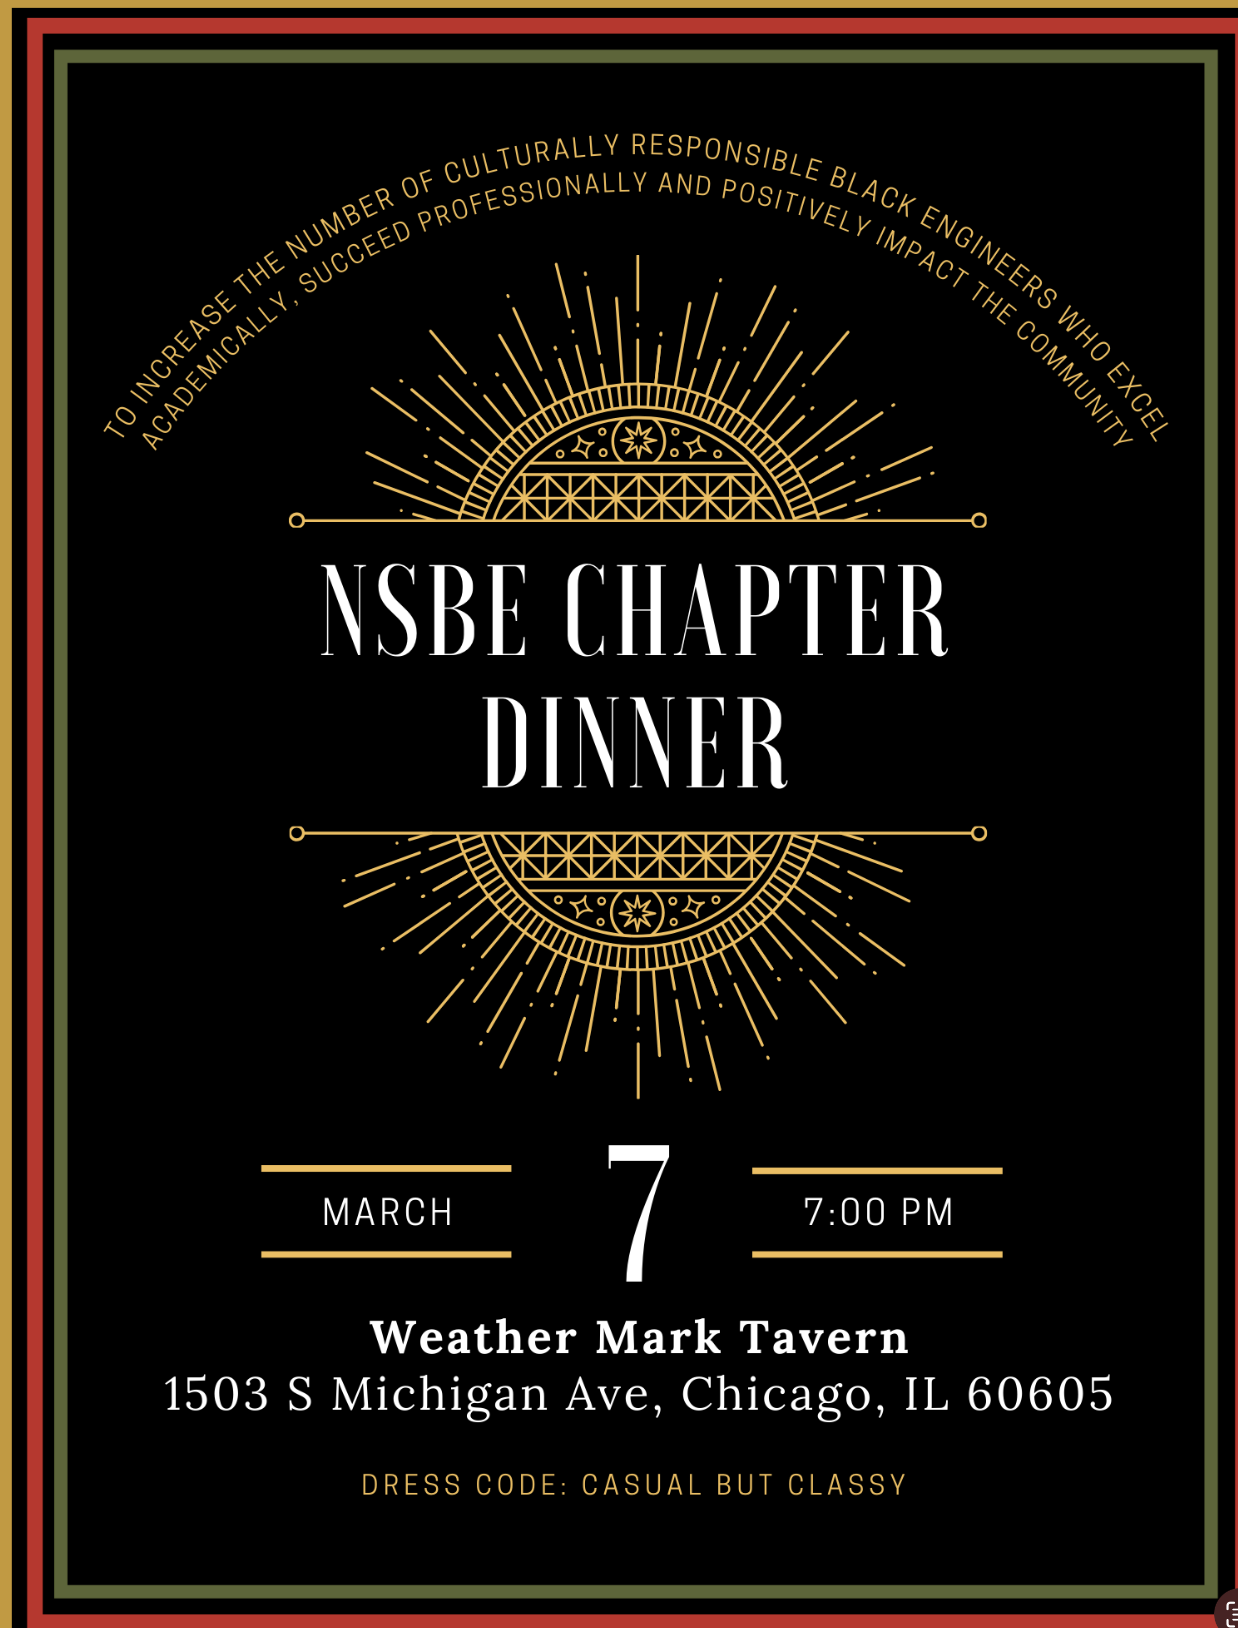 TO INCREASE THE NUMBER OF CULTURALLY RESPONSIBLE BLACK ENGINEERS WHO EXCEL
ACADEMICALLY, SUCCEED PROFESSIONALLY AND POSITIVELY IMPACT THE COMMUNITY
NSBE CHAPTER
DINNER
MARCH
7
7:00 PM
Weather Mark Tavern
1503 S Michigan Ave, Chicago, IL 60605
DRESS CODE: CASUAL BUT CLASSY